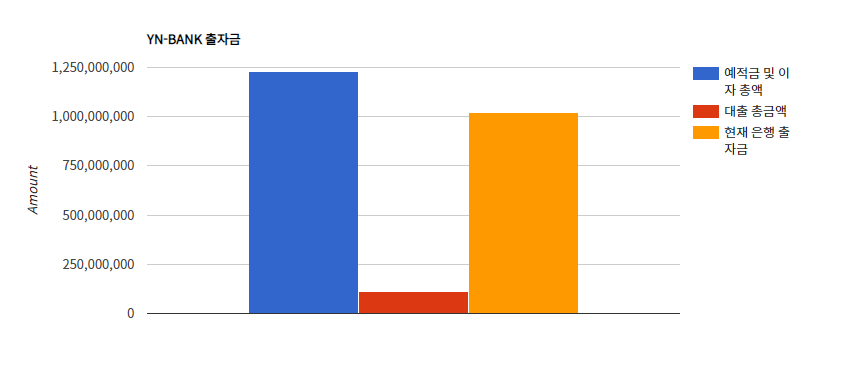 YN-BANK 출자금
1,250,000,000
1,000,000,000
750,000,000
500,000,000
250,000,000
0
Amount
예적금 및 이
자 총액
대출 총금액
현재 은행 출
자금